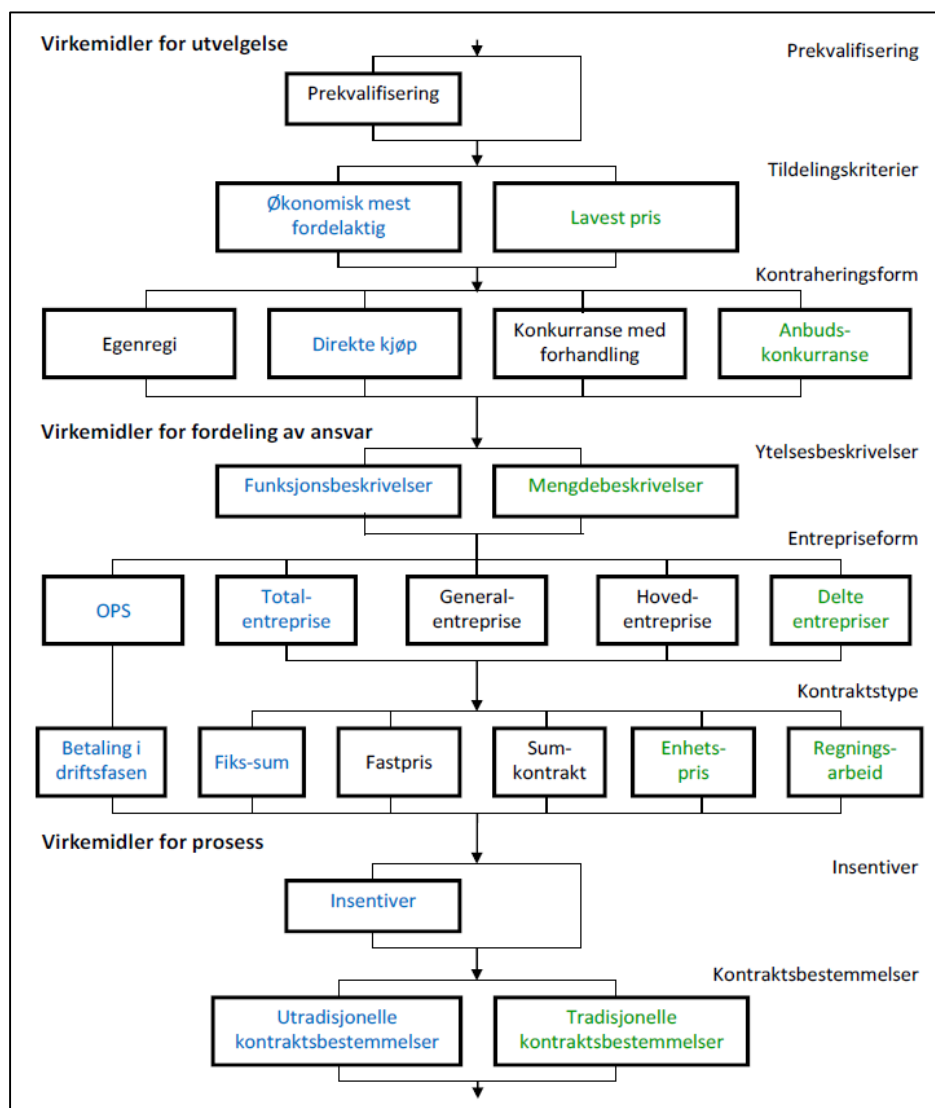 Virkemidler for utvelgelse
Prekvalifisering
Prekvalifisering
Tildelingskriterier
Økonomisk mest
fordelaktig
Lavest pris
Kontraheringsform
Egenregi
Direkte kjøp
Konkurranse med
forhandling
Anbuds-
konkurranse
Virkemidler for fordeling av ansvar
Ytelsesbeskrivelser
Funksjonsbeskrivelser
Mengdebeskrivelser
Entrepriseform
OPS
Total-
entreprise
General-
entreprise
Hoved-
entreprise
Delte
entrepriser
Kontraktstype
Betaling i
driftsfasen
Fiks-sum
Fastpris
Sum-
kontrakt
Enhets-
pris
Regnings-
arbeid
Virkemidler for prosess
Insentiver
Insentiver
Kontraktsbestemmelser
Utradisjonelle
kontraktsbestemmelser
Tradisjonelle
kontraktsbestemmelser